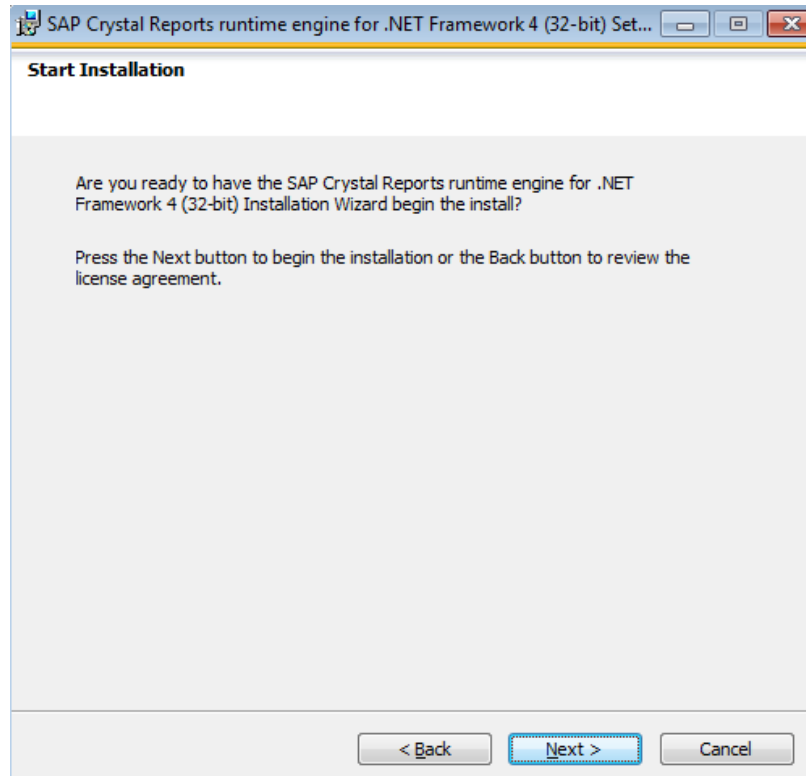 SAP Crystal Reports runtime engine for .NET Framework 4 (32-bit) Set...
Start Installation
Are you ready to have the SAP Crystal Reports runtime engine for .NET
Framework 4 (32-bit) Installation Wizard begin the install?
Press the Next button to begin the installation or the Back button to review the
license agreement.
< Back
Next >
Cancel